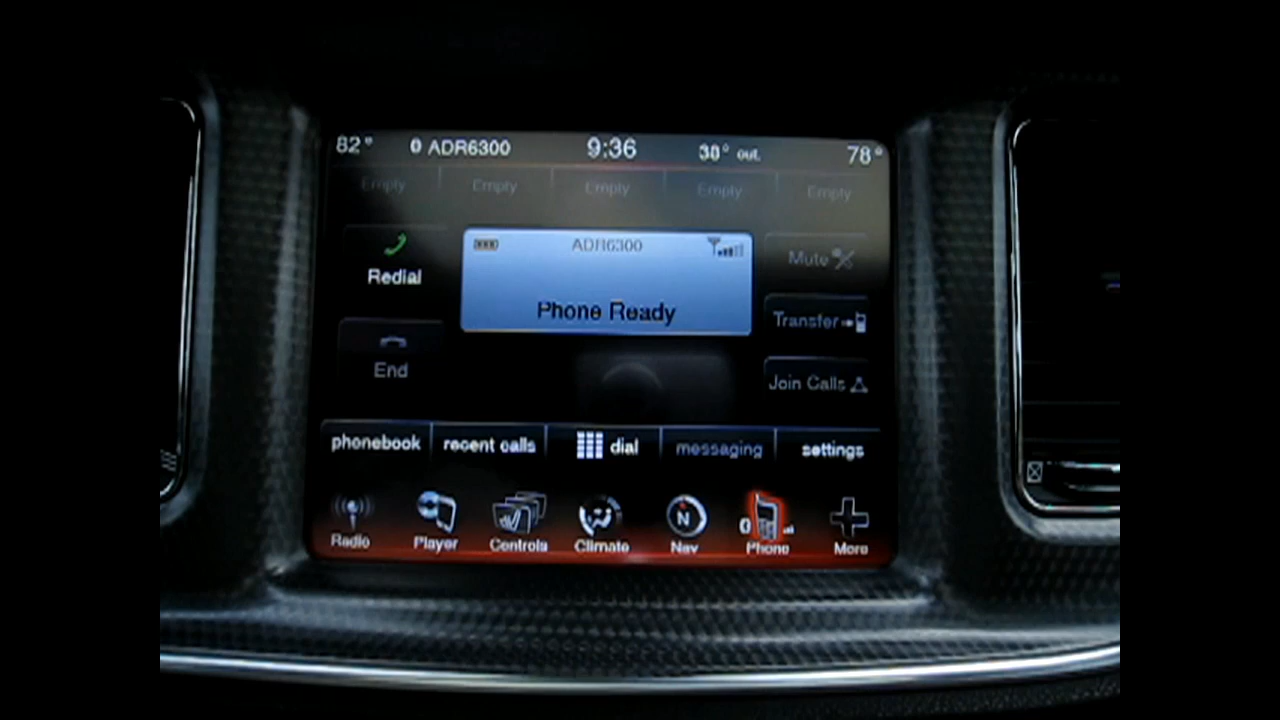 82° ADR6300 9:36 38° out. 78°
Empty Empty Empty Empty Empty
Redial
ADR6300
Phone Ready
Mute
Transfer
End
Join Calls
phonebook recent calls dial messaging settings
N
Radio Player Controls Climate Nav Phone More